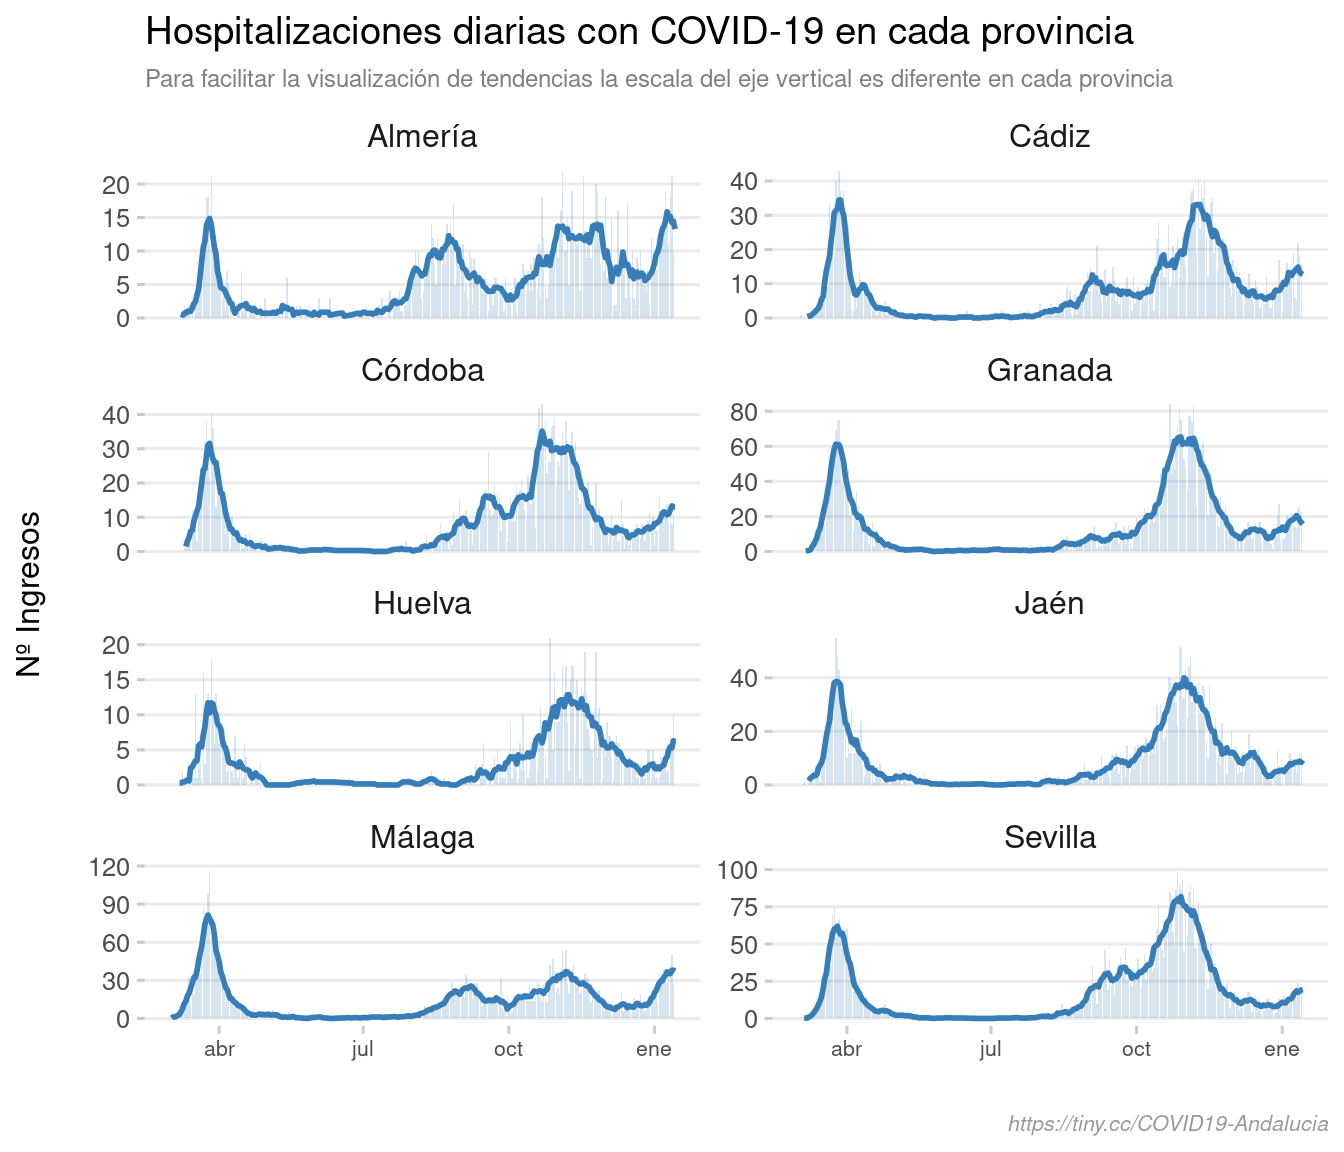 Hospitalizaciones diarias con COVID-19 en cada provincia
Para facilitar la visualización de tendencias la escala del eje vertical es diferente en cada provincia
Nº Ingresos
Almería
20
15
10
5
0
Cádiz
40
30
20
10
0
Córdoba
40
30
20
10
0
Granada
80
60
40
20
0
Huelva
20
15
10
5
0
Jaén
40
20
0
Málaga
120
90
60
30
0
abr jul oct ene
Sevilla
100
75
50
25
0
abr jul oct ene
https://tiny.cc/COVID19-Andalucia